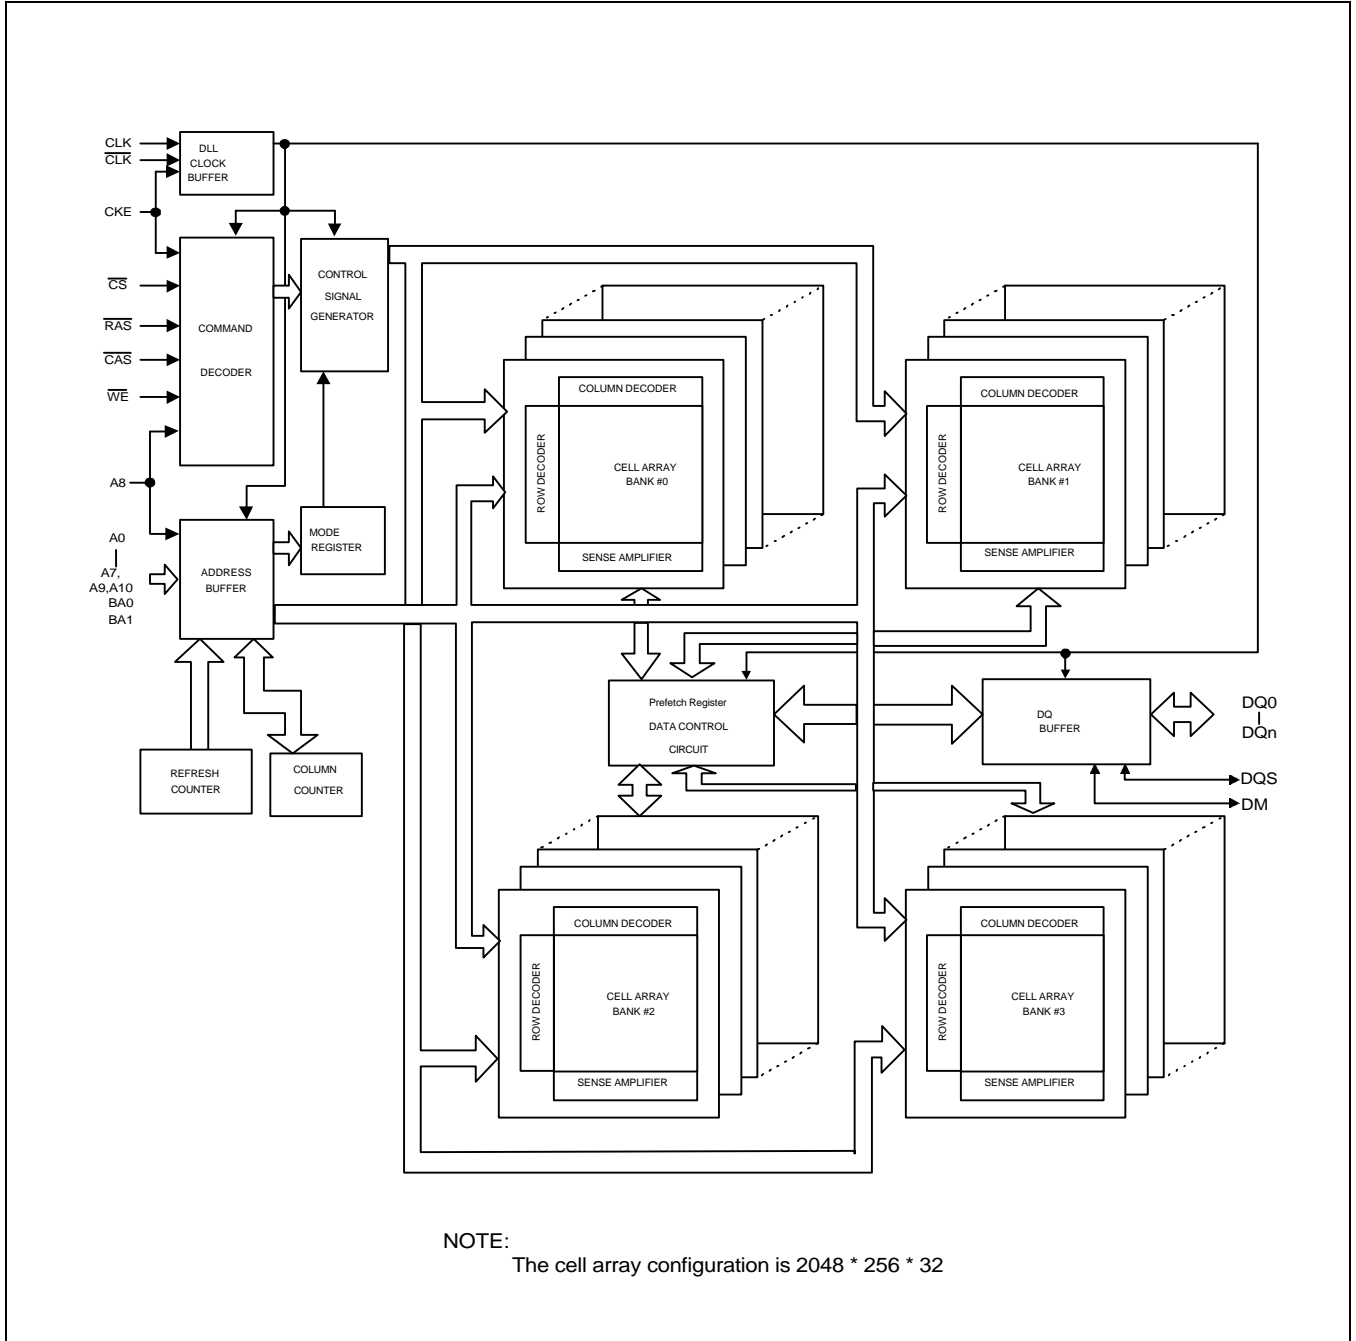 CLK
CLK
CKE
CS
RAS
CAS
WE
A8
A0
A7,
A9,A10
BA0
BA1
DLL
CLOCK
BUFFER
COMMAND
DECODER
CONTROL
SIGNAL
GENERATOR
MODE
REGISTER
ADDRESS
BUFFER
REFRESH
COUNTER
COLUMN
COUNTER
COLUMN DECODER
ROW DECODER
CELL ARRAY
BANK #0
SENSE AMPLIFIER
COLUMN DECODER
ROW DECODER
CELL ARRAY
BANK #1
SENSE AMPLIFIER
Prefetch Register
DATA CONTROL
CIRCUIT
DQ
BUFFER
DQ0
DQn
DQS
DM
COLUMN DECODER
ROW DECODER
CELL ARRAY
BANK #2
SENSE AMPLIFIER
COLUMN DECODER
ROW DECODER
CELL ARRAY
BANK #3
SENSE AMPLIFIER
NOTE:
The cell array configuration is 2048 * 256 * 32